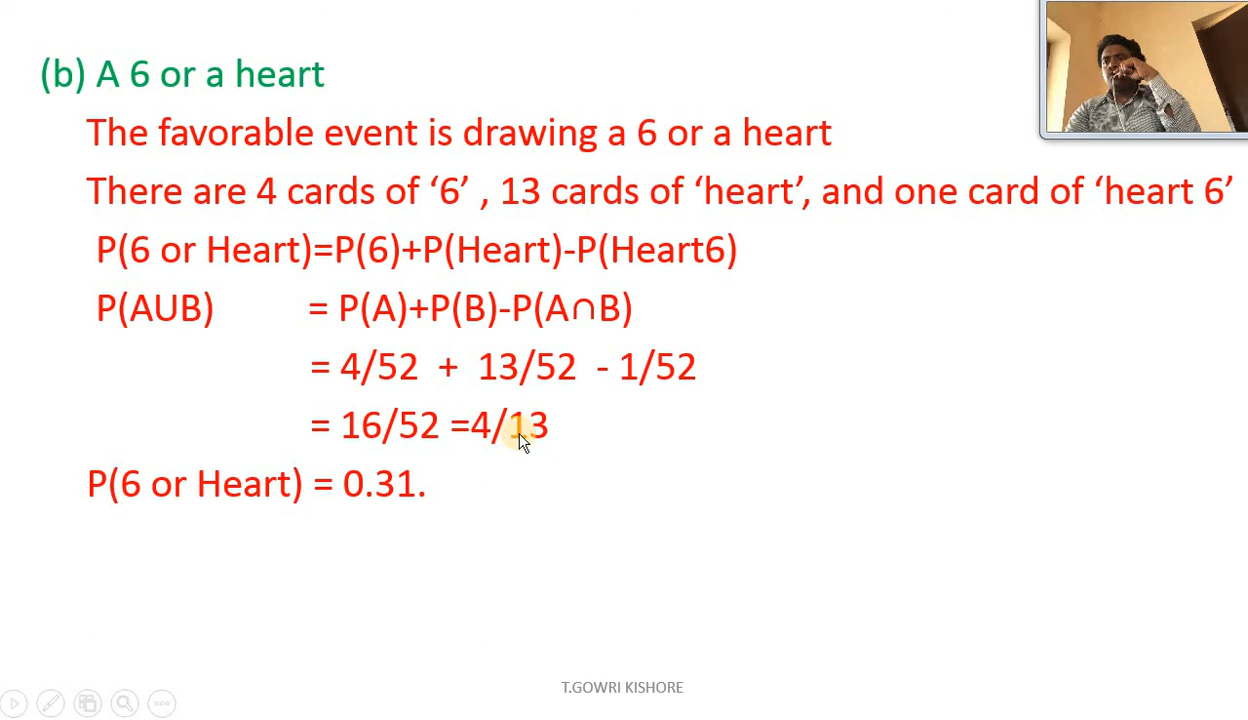 (b) A 6 or a heart
The favorable event is drawing a 6 or a heart
There are 4 cards of ‘6’ , 13 cards of ‘heart’, and one card of ‘heart 6’
P(6 or Heart)=P(6)+P(Heart)-P(Heart6)
P(AUB) = P(A)+P(B)-P(A∩B)
= 4/52 + 13/52 - 1/52
= 16/52 =4/13
P(6 or Heart) = 0.31.
T.GOWRI KISHORE